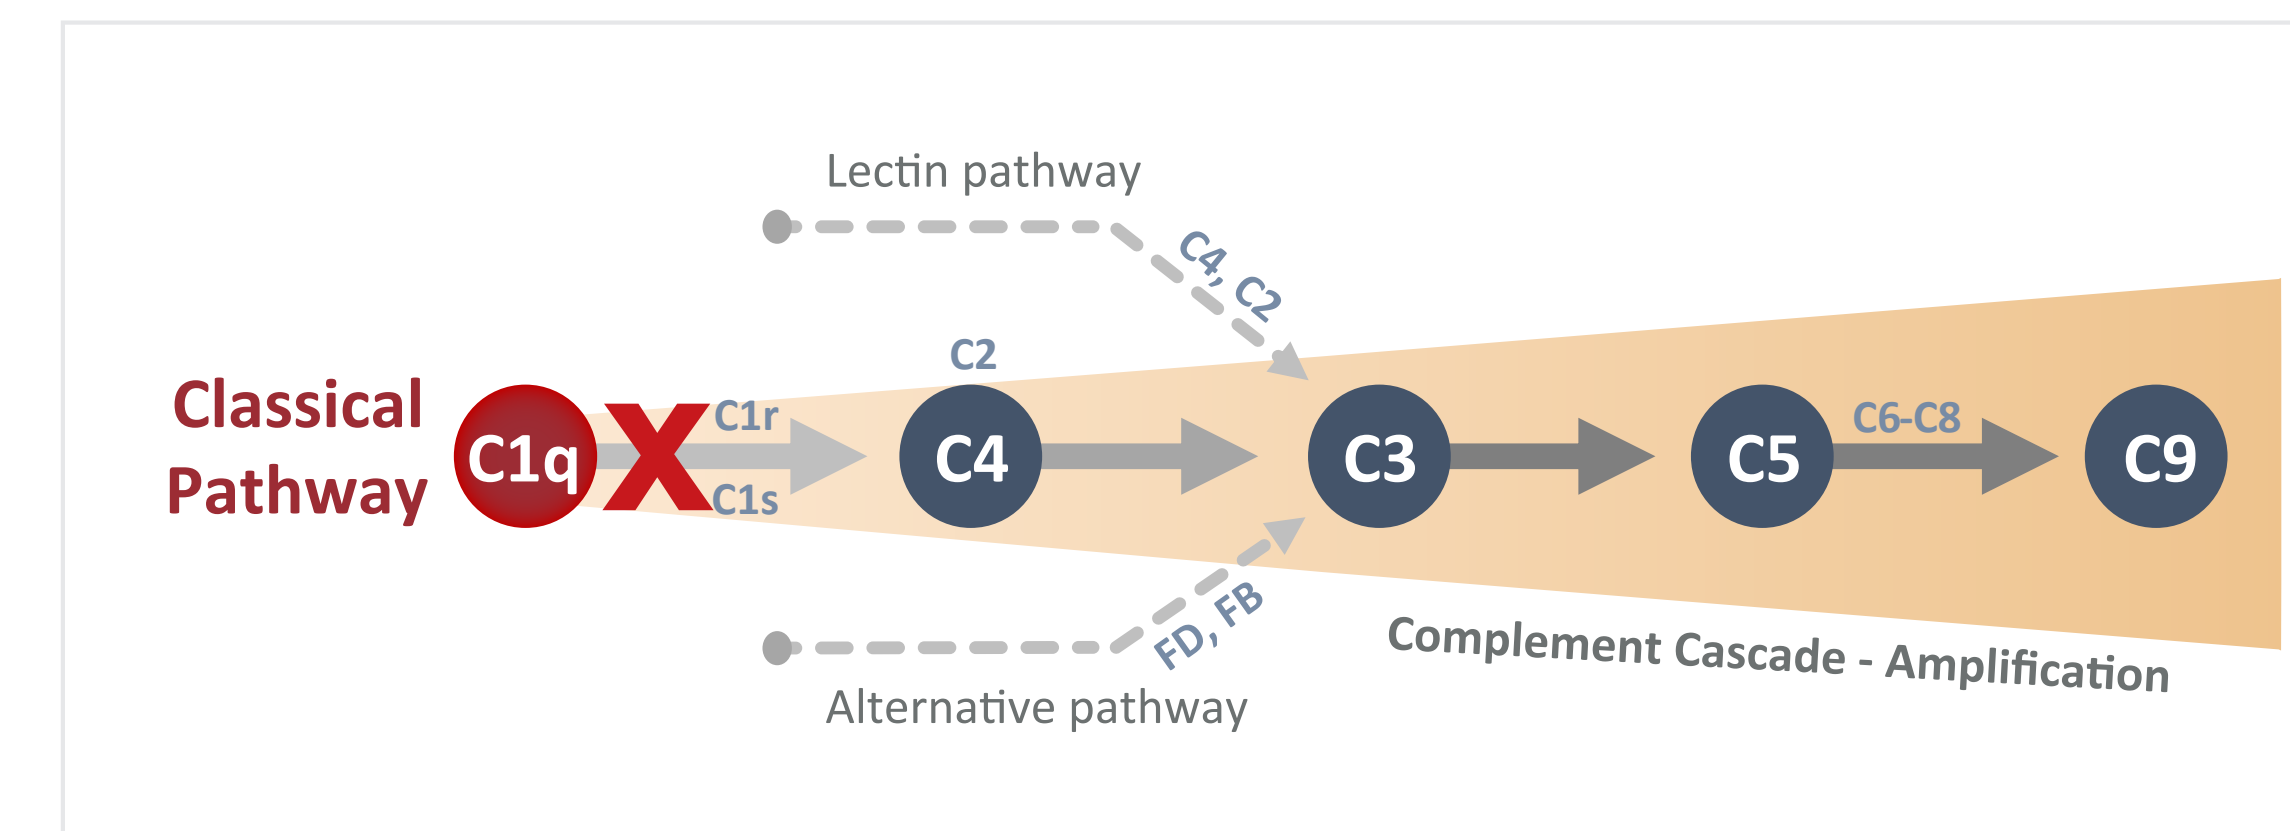 Lectin pathway
C4, C2
C2
Classical
Pathway
C1q
X
C1r
C1s
C4
C3
C5
C6-C8
C9
FD, FB
Alternative pathway
Complement Cascade - Amplification